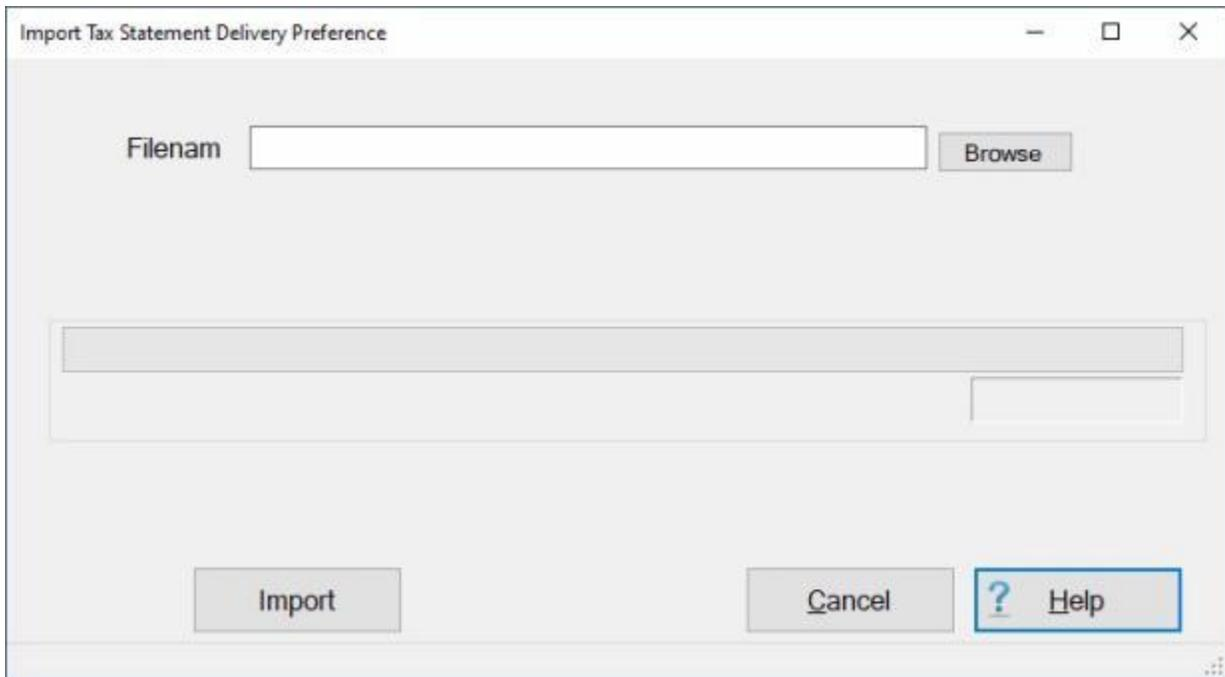 Import Tax Statement Delivery Preference
Filenam
Browse
Import
Cancel
? Help